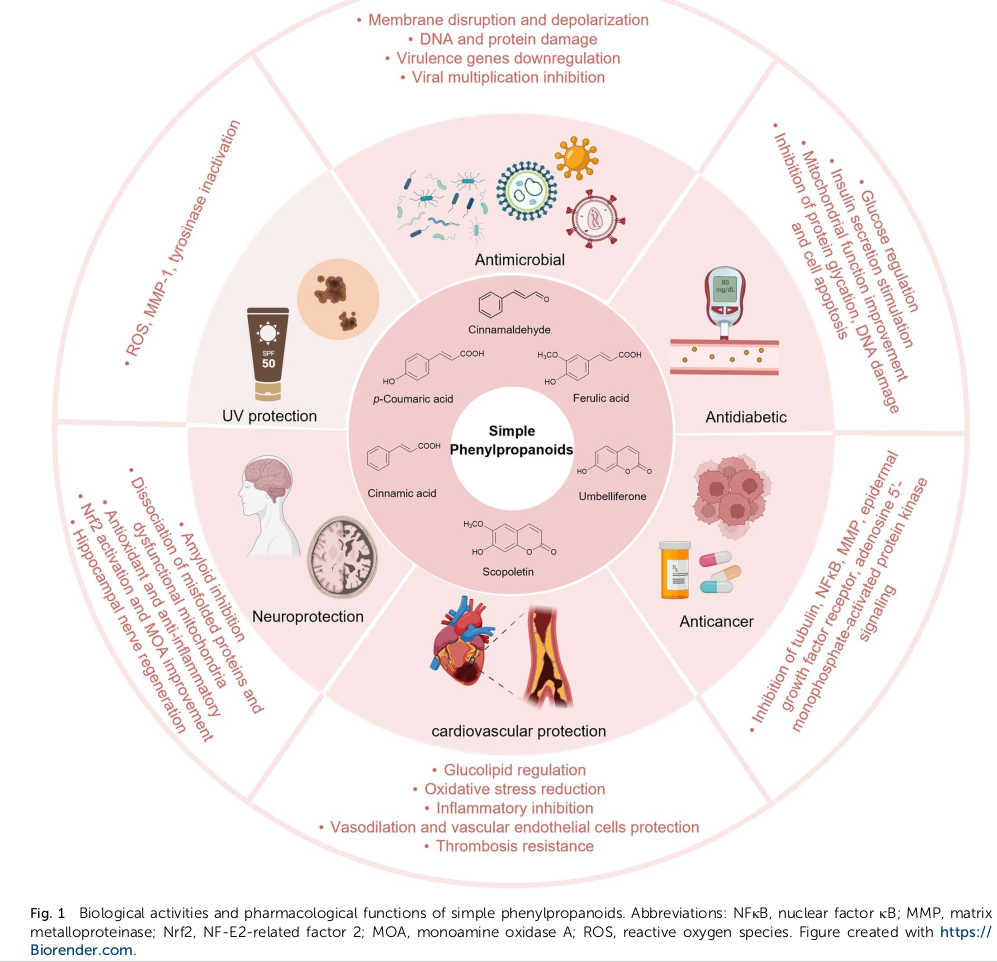 • Membrane disruption and depolarization
• DNA and protein damage
• Virulence genes downregulation
• Viral multiplication inhibition
• ROS, MMP-1, tyrosinase inactivation
• Glucose regulation
• Insulin secretion stimulation
• Mitochondrial function improvement
• Inhibition of protein glycation, DNA damage
and cell apoptosis
Antimicrobial
80
mg/dL
Antidiabetic
SPF
50
UV protection
Cinnamaldehyde
O
COOH
HO
p-Coumaric acid
H₃CO
COOH
HO
Ferulic acid
Simple
Phenylpropanoids
COOH
Cinnamic acid
HO
O
O
Umbelliferone
H₃CO
HO
O
O
Scopoletin
Neuroprotection
Rx
Anticancer
• Amyloid inhibition
• Dissociation of misfolded proteins and
dysfunctional mitochondria
• Antioxidant and anti-inflammatory
• Nrf2 activation and MOA improvement
• Hippocampal nerve regeneration
• Inhibition of tubulin, NFκB, MMP, epidermal
growth factor receptor, adenosine 5'-
monophosphate-activated protein kinase
signaling
cardiovascular protection
• Glucolipid regulation
• Oxidative stress reduction
• Inflammatory inhibition
• Vasodilation and vascular endothelial cells protection
• Thrombosis resistance
Fig. 1 Biological activities and pharmacological functions of simple phenylpropanoids. Abbreviations: NFκB, nuclear factor κB; MMP, matrix
metalloproteinase; Nrf2, NF-E2-related factor 2; MOA, monoamine oxidase A; ROS, reactive oxygen species. Figure created with https://
Biorender.com.